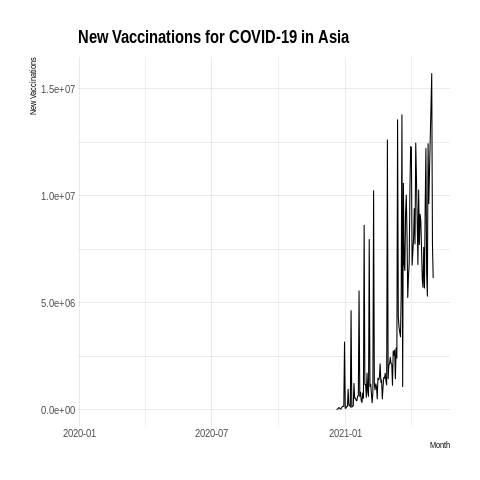 New Vaccinations for COVID-19 in Asia
New Vaccinations
1.5e+07
1.0e+07
5.0e+06
0.0e+00
2020-01
2020-07
2021-01
Month